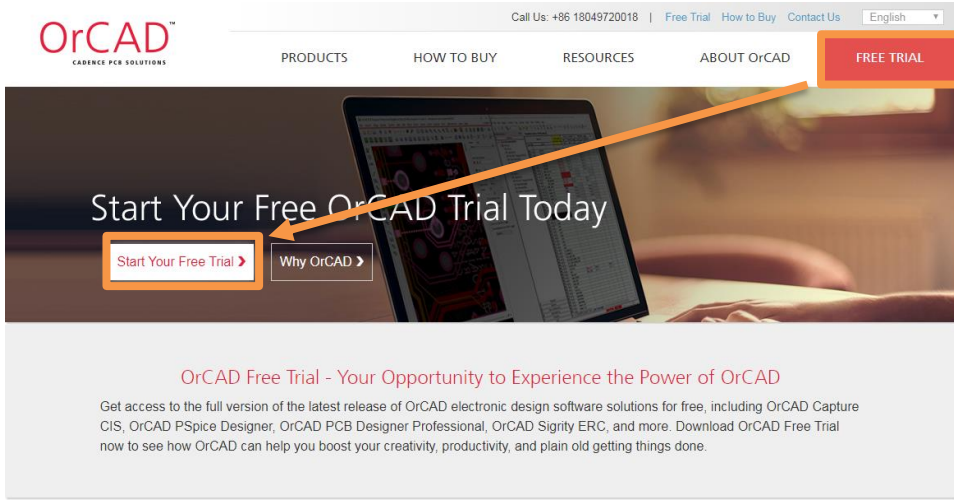 OrCAD™
CADENCE PCB SOLUTIONS
Call Us: +86 18049720018 | Free Trial How to Buy Contact Us English
PRODUCTS HOW TO BUY RESOURCES ABOUT OrCAD FREE TRIAL
Start Your Free OrCAD Trial Today
Start Your Free Trial ❯ Why OrCAD ❯
OrCAD Free Trial - Your Opportunity to Experience the Power of OrCAD
Get access to the full version of the latest release of OrCAD electronic design software solutions for free, including OrCAD Capture
CIS, OrCAD PSpice Designer, OrCAD PCB Designer Professional, OrCAD Sigrity ERC, and more. Download OrCAD Free Trial
now to see how OrCAD can help you boost your creativity, productivity, and plain old getting things done.